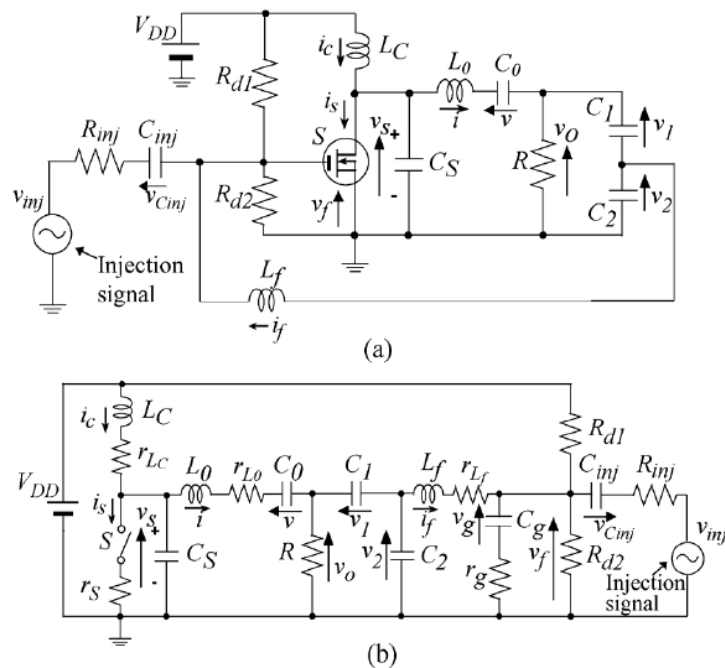 V_DD
i_c
L_C
R_d1
L_0
C_0
i_s
i
v
R_inj
C_inj
S
v_s
+
-
C_S
v_o
R
C_1
v_1
v_inj
v_Cinj
R_d2
v_f
C_2
v_2
Injection
signal
L_f
i_f
(a)
i_c
L_C
R_d1
V_DD
r_LC
L_0
r_L0
C_0
C_1
L_f
r_Lf
C_inj
R_inj
i_s
v_s
+
i
v
v_1
i_f
v_g
C_g
v_Cinj
v_inj
S
C_S
R
v_o
v_2
C_2
v_f
R_d2
r_S
-
r_g
Injection
signal
(b)